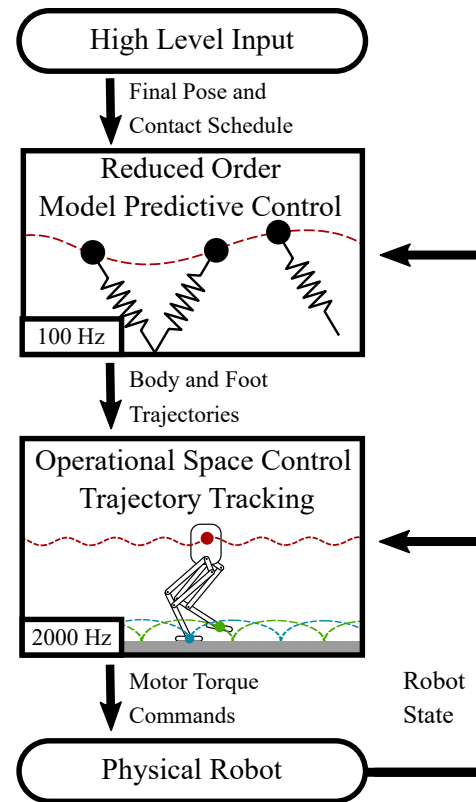 High Level Input
Final Pose and
Contact Schedule
Reduced Order
Model Predictive Control
100 Hz
Body and Foot
Trajectories
Operational Space Control
Trajectory Tracking
2000 Hz
Motor Torque
Commands
Robot
State
Physical Robot